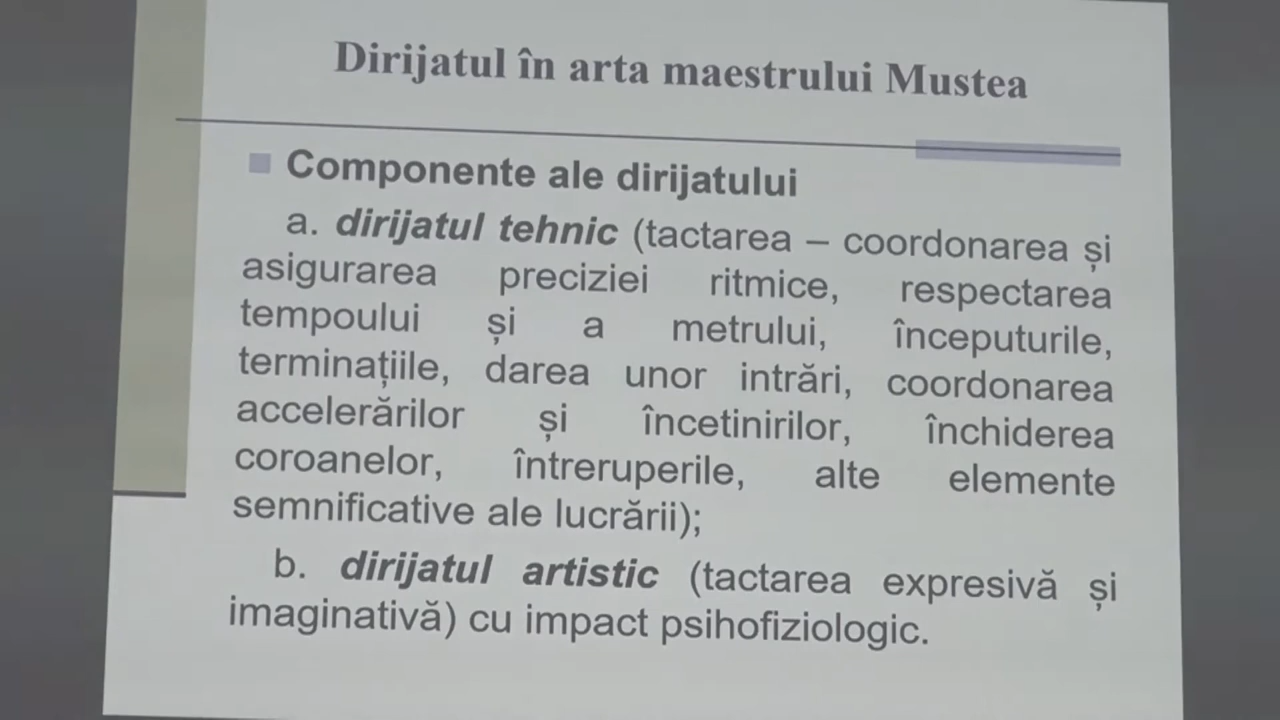 Dirijatul în arta maestrului Mustea
Componente ale dirijatului
a. dirijatul tehnic (tactarea – coordonarea și
asigurarea preciziei ritmice, respectarea
tempoului și a metrului, începuturile,
terminațiile, darea unor intrări, coordonarea
accelerărilor și încetinirilor, închiderea
coroanelor, întreruperile, alte elemente
semnificative ale lucrării);
b. dirijatul artistic (tactarea expresivă și
imaginativă) cu impact psihofiziologic.